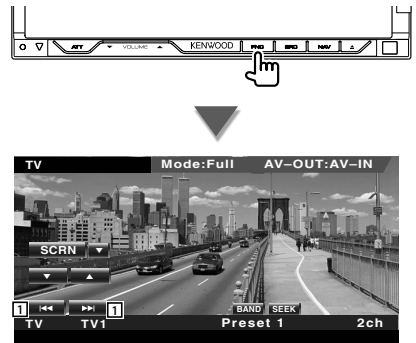 ATT VOLUME KENWOOD FNC SRC NAV
TV Mode:Full AV–OUT:AV–IN
SCRN
1 1
BAND SEEK
TV TV1 Preset 1 2ch